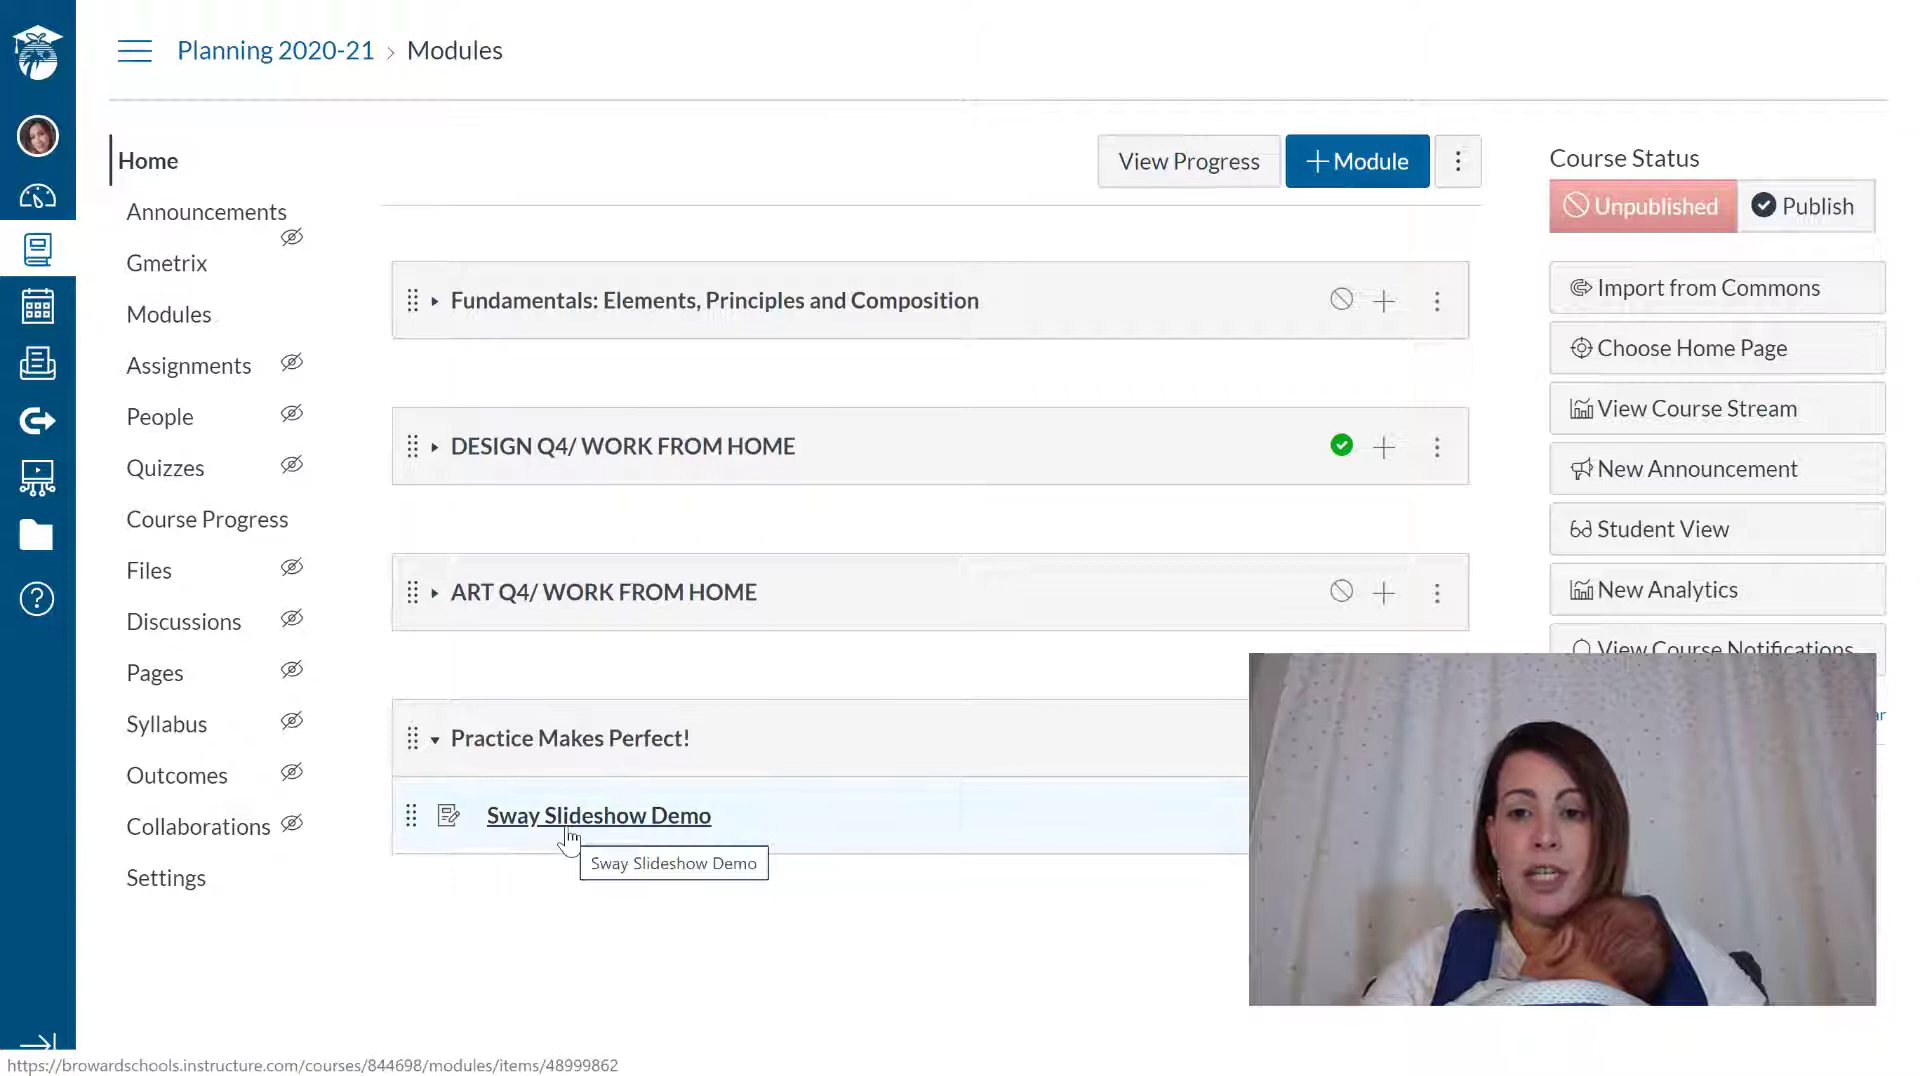 Planning 2020-21 > Modules
Home
Announcements
Gmetrix
Modules
Assignments
People
Quizzes
Course Progress
Files
Discussions
Pages
Syllabus
Outcomes
Collaborations
Settings
View Progress
+ Module
Fundamentals: Elements, Principles and Composition
DESIGN Q4/ WORK FROM HOME
ART Q4/ WORK FROM HOME
Practice Makes Perfect!
Sway Slideshow Demo
Sway Slideshow Demo
Course Status
Unpublished
Publish
Import from Commons
Choose Home Page
View Course Stream
New Announcement
Student View
New Analytics
View Course Notifications
https://browardschools.instructure.com/courses/844698/modules/items/48999862